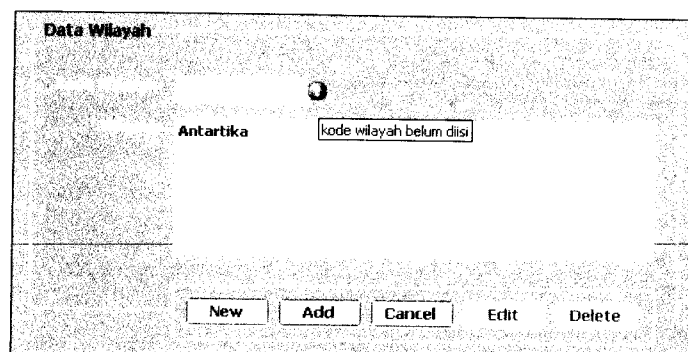 Data Wilayah
Antartika
kode wilayah belum diisi
New Add Cancel Edit Delete